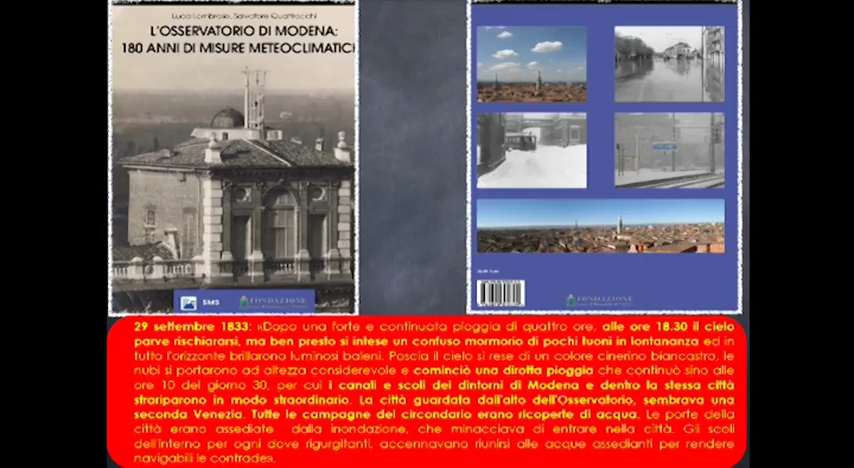 Luca Lombroso, Salvatore Quattrocchi
L'OSSERVATORIO DI MODENA:
180 ANNI DI MISURE METEOCLIMATICH
SMS
FONDAZIONE
FONDAZIONE
29 settembre 1833: «Dopo una forte e continuata pioggia di quattro ore, alle ore 18.30 il cielo
parve rischiararsi, ma ben presto si intese un confuso mormorio di pochi tuoni in lontananza ed in
tutto l'orizzonte brillarono luminosi baleni. Poscia il cielo si rese di un colore cinerino biancastro, le
nubi si portarono ad altezza considerevole e cominciò una dirotta pioggia che continuò sino alle
ore 10 del giorno 30, per cui i canali e scoli dei dintorni di Modena e dentro la stessa città
strariparono in modo straordinario. La città guardata dall'alto dell'Osservatorio, sembrava una
seconda Venezia. Tutte le campagne del circondario erano ricoperte di acqua. Le porte della
città erano assediate dalla inondazione, che minacciava di entrare nella città. Gli scoli
dell'interno per ogni dove rigurgitanti, accennavano riunirsi alle acque assedianti per rendere
navigabili le contrade».